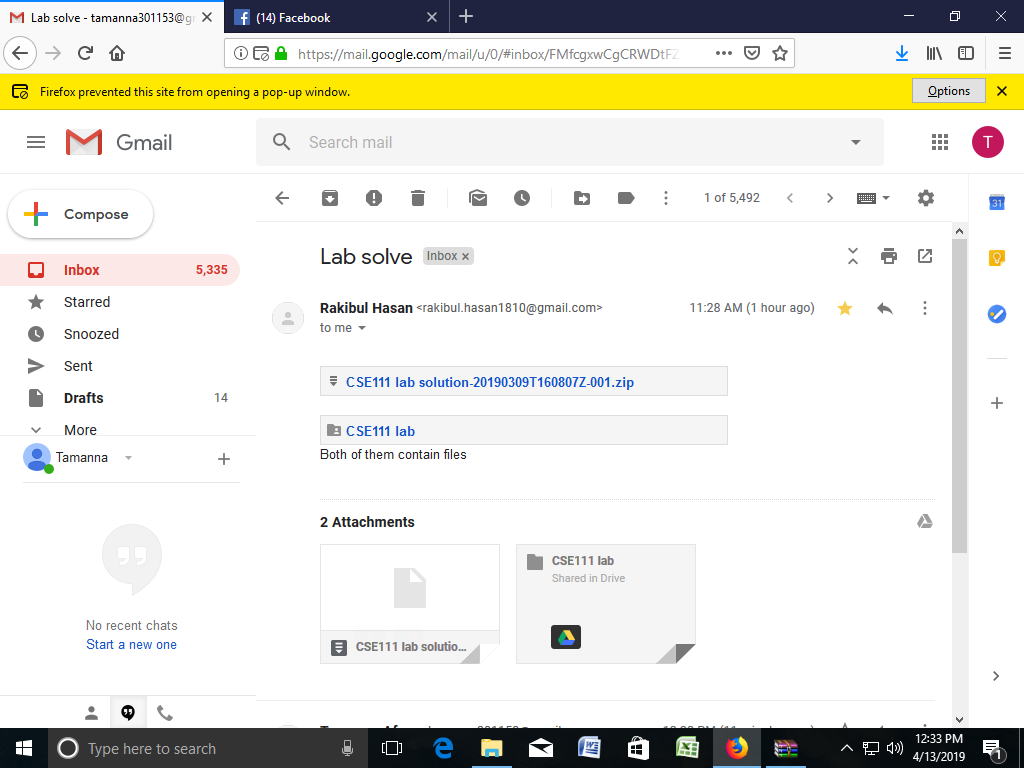 Lab solve - tamanna301153@gr
(14) Facebook
https://mail.google.com/mail/u/0/#inbox/FMfcgxwCgCRWDtFZ
Firefox prevented this site from opening a pop-up window.
Options
Gmail
Search mail
T
Compose
1 of 5,492
31
Inbox 5,335
Starred
Snoozed
Sent
Drafts 14
More
Tamanna
No recent chats
Start a new one
Lab solve
Inbox x
Rakibul Hasan <rakibul.hasan1810@gmail.com>
11:28 AM (1 hour ago)
to me
CSE111 lab solution-20190309T160807Z-001.zip
CSE111 lab
Both of them contain files
2 Attachments
CSE111 lab solutio...
CSE111 lab
Shared in Drive
Type here to search
12:33 PM
4/13/2019
1